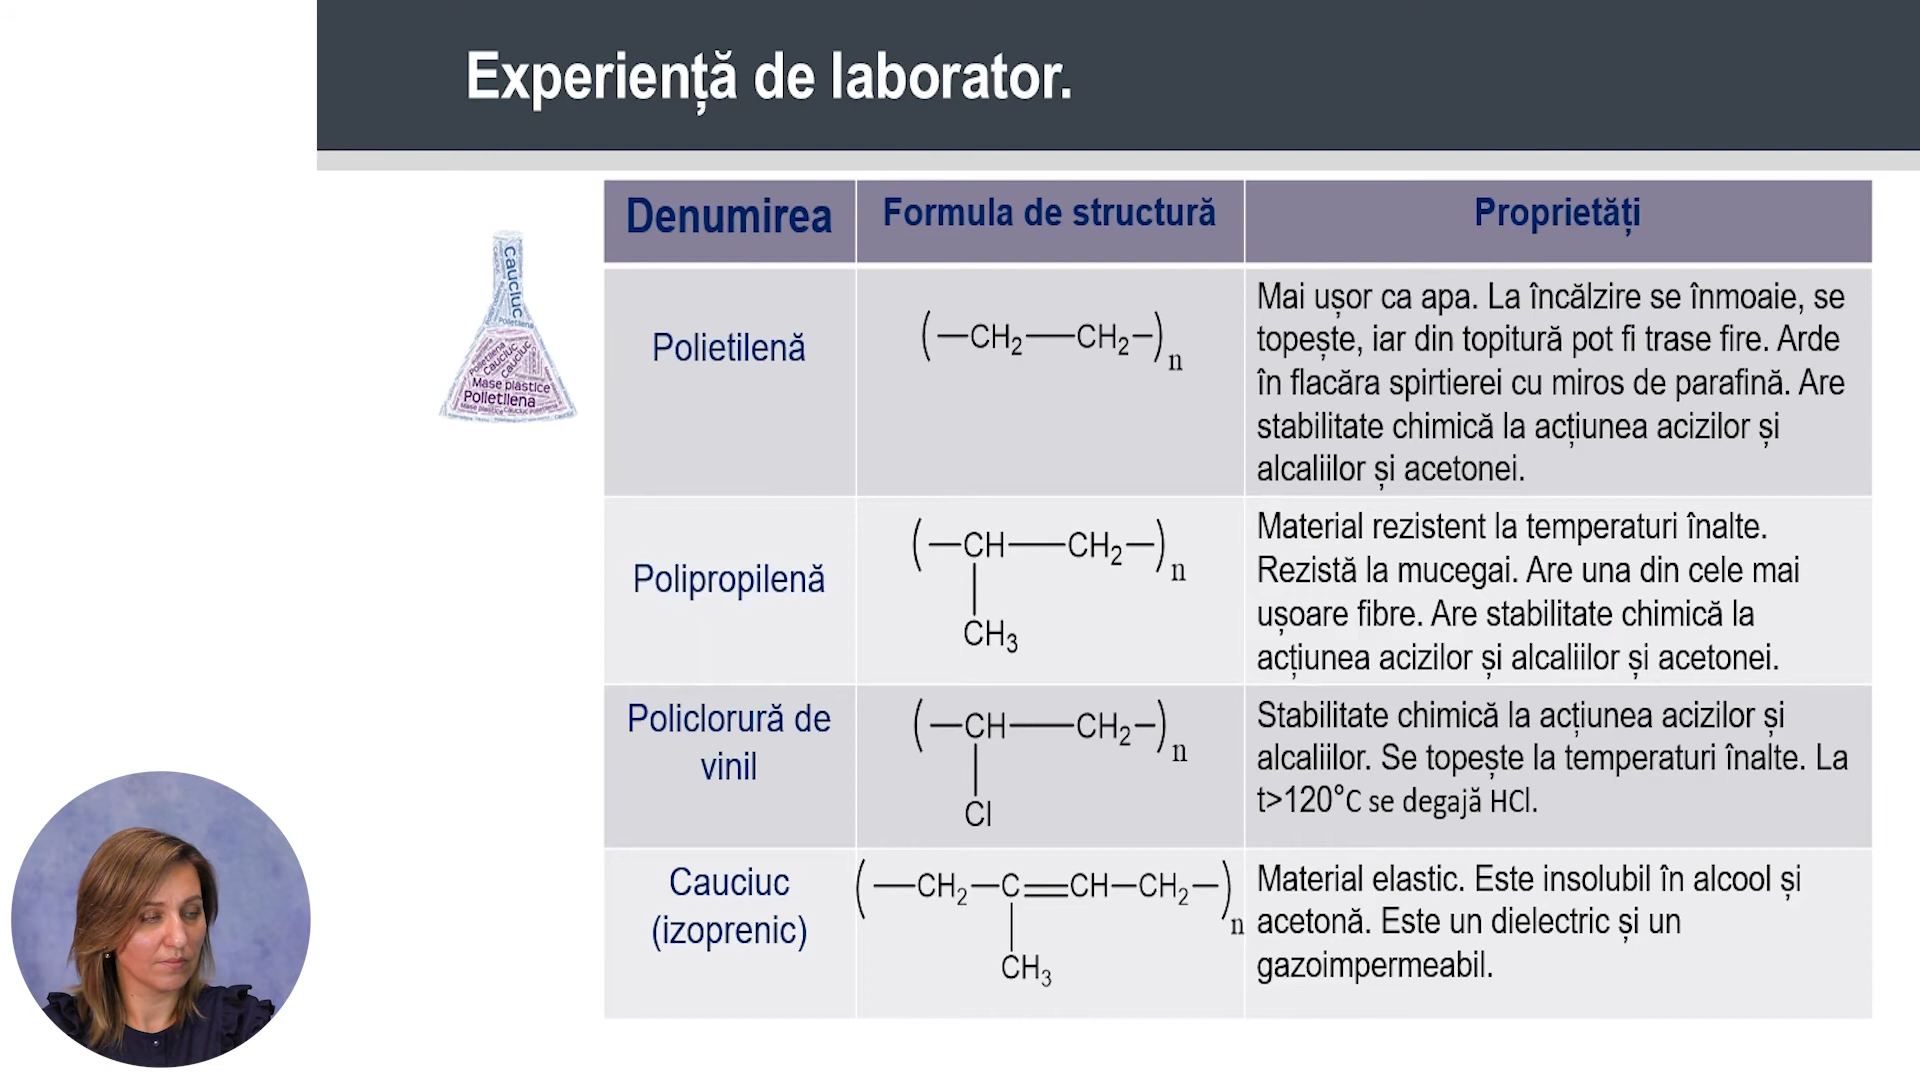 Experiență de laborator.
Cauciuc
Polietilena
Cauciuc
Cauciuc
Mase plastice
Polietilena
Denumirea
Formula de structură
Proprietăți
Polietilenă
(—CH₂—CH₂—)n
Mai ușor ca apa. La încălzire se înmoaie, se
topește, iar din topitură pot fi trase fire. Arde
în flacăra spirtierei cu miros de parafină. Are
stabilitate chimică la acțiunea acizilor și
alcaliilor și acetonei.
Polipropilenă
(—CH—CH₂—)n
CH₃
Material rezistent la temperaturi înalte.
Rezistă la mucegai. Are una din cele mai
ușoare fibre. Are stabilitate chimică la
acțiunea acizilor și alcaliilor și acetonei.
Policlorură de
vinil
(—CH—CH₂—)n
Cl
Stabilitate chimică la acțiunea acizilor și
alcaliilor. Se topește la temperaturi înalte. La
t>120°C se degajă HCl.
Cauciuc
(izoprenic)
(—CH₂—C=CH—CH₂—)n
CH₃
Material elastic. Este insolubil în alcool și
acetonă. Este un dielectric și un
gazoimpermeabil.